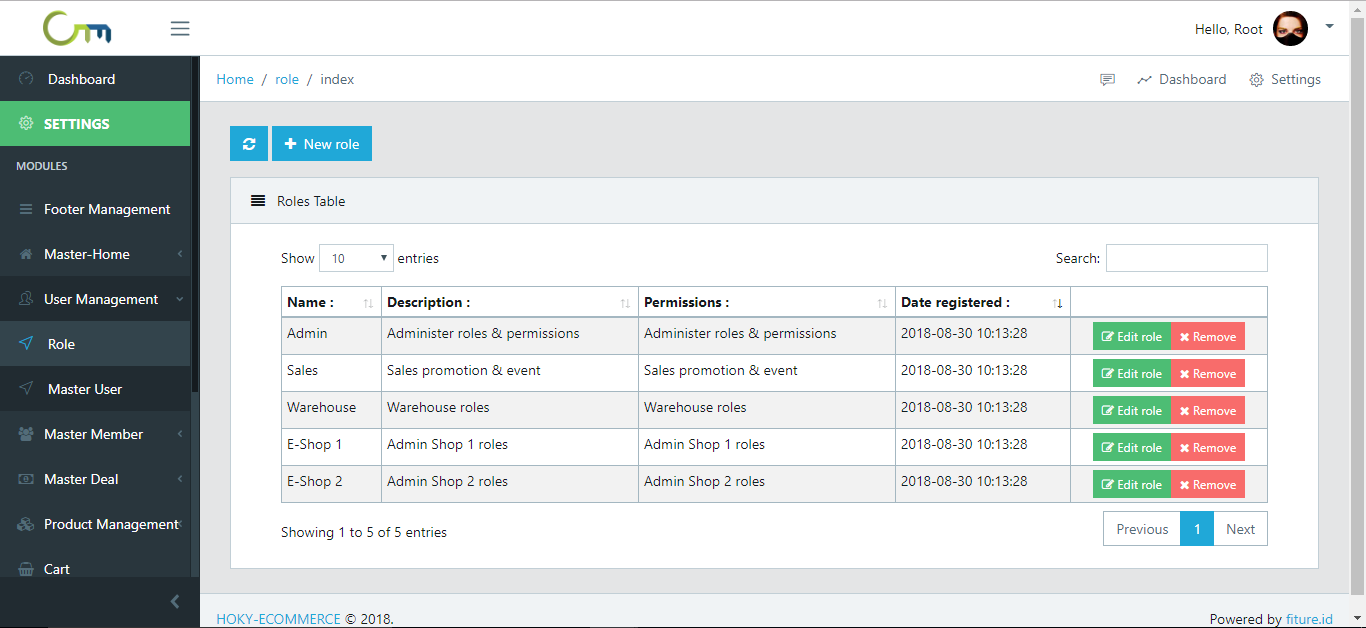 Hello, Root
Dashboard
SETTINGS
MODULES
Footer Management
Master-Home
User Management
Role
Master User
Master Member
Master Deal
Product Management
Cart
Home / role / index
Dashboard
Settings
New role
Roles Table
Show 10 entries
Search:
Name : Description : Permissions : Date registered :
Admin Administer roles & permissions Administer roles & permissions 2018-08-30 10:13:28 Edit role Remove
Sales Sales promotion & event Sales promotion & event 2018-08-30 10:13:28 Edit role Remove
Warehouse Warehouse roles Warehouse roles 2018-08-30 10:13:28 Edit role Remove
E-Shop 1 Admin Shop 1 roles Admin Shop 1 roles 2018-08-30 10:13:28 Edit role Remove
E-Shop 2 Admin Shop 2 roles Admin Shop 2 roles 2018-08-30 10:13:28 Edit role Remove
Showing 1 to 5 of 5 entries
Previous 1 Next
HOKY-ECOMMERCE © 2018.
Powered by fiture.id